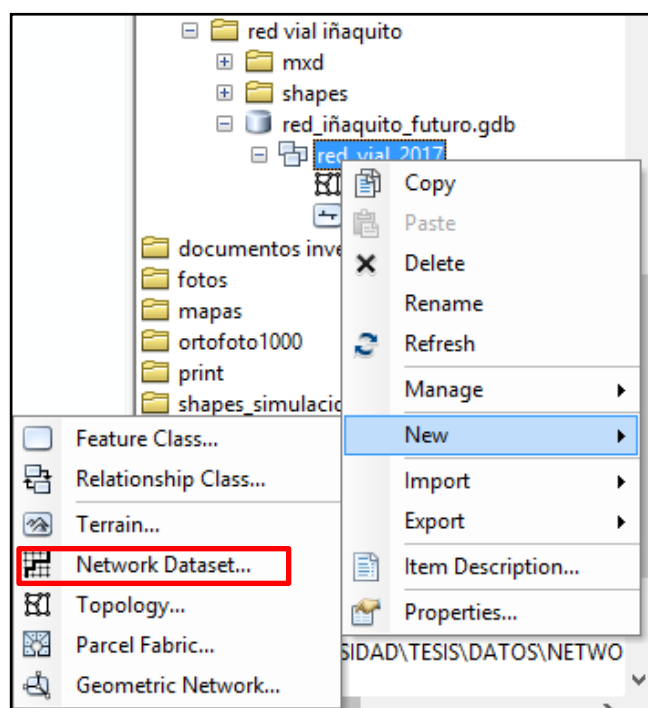 red vial iñaquito
mxd
shapes
red_iñaquito_futuro.gdb
red_vial_2017
documentos inve
fotos
mapas
ortofoto1000
print
shapes_simulacio
Copy
Paste
Delete
Rename
Refresh
Manage
New
Import
Export
Item Description...
Properties...
Feature Class...
Relationship Class...
Terrain...
Network Dataset...
Topology...
Parcel Fabric...
Geometric Network...
SIDAD\TESIS\DATOS\NETWO